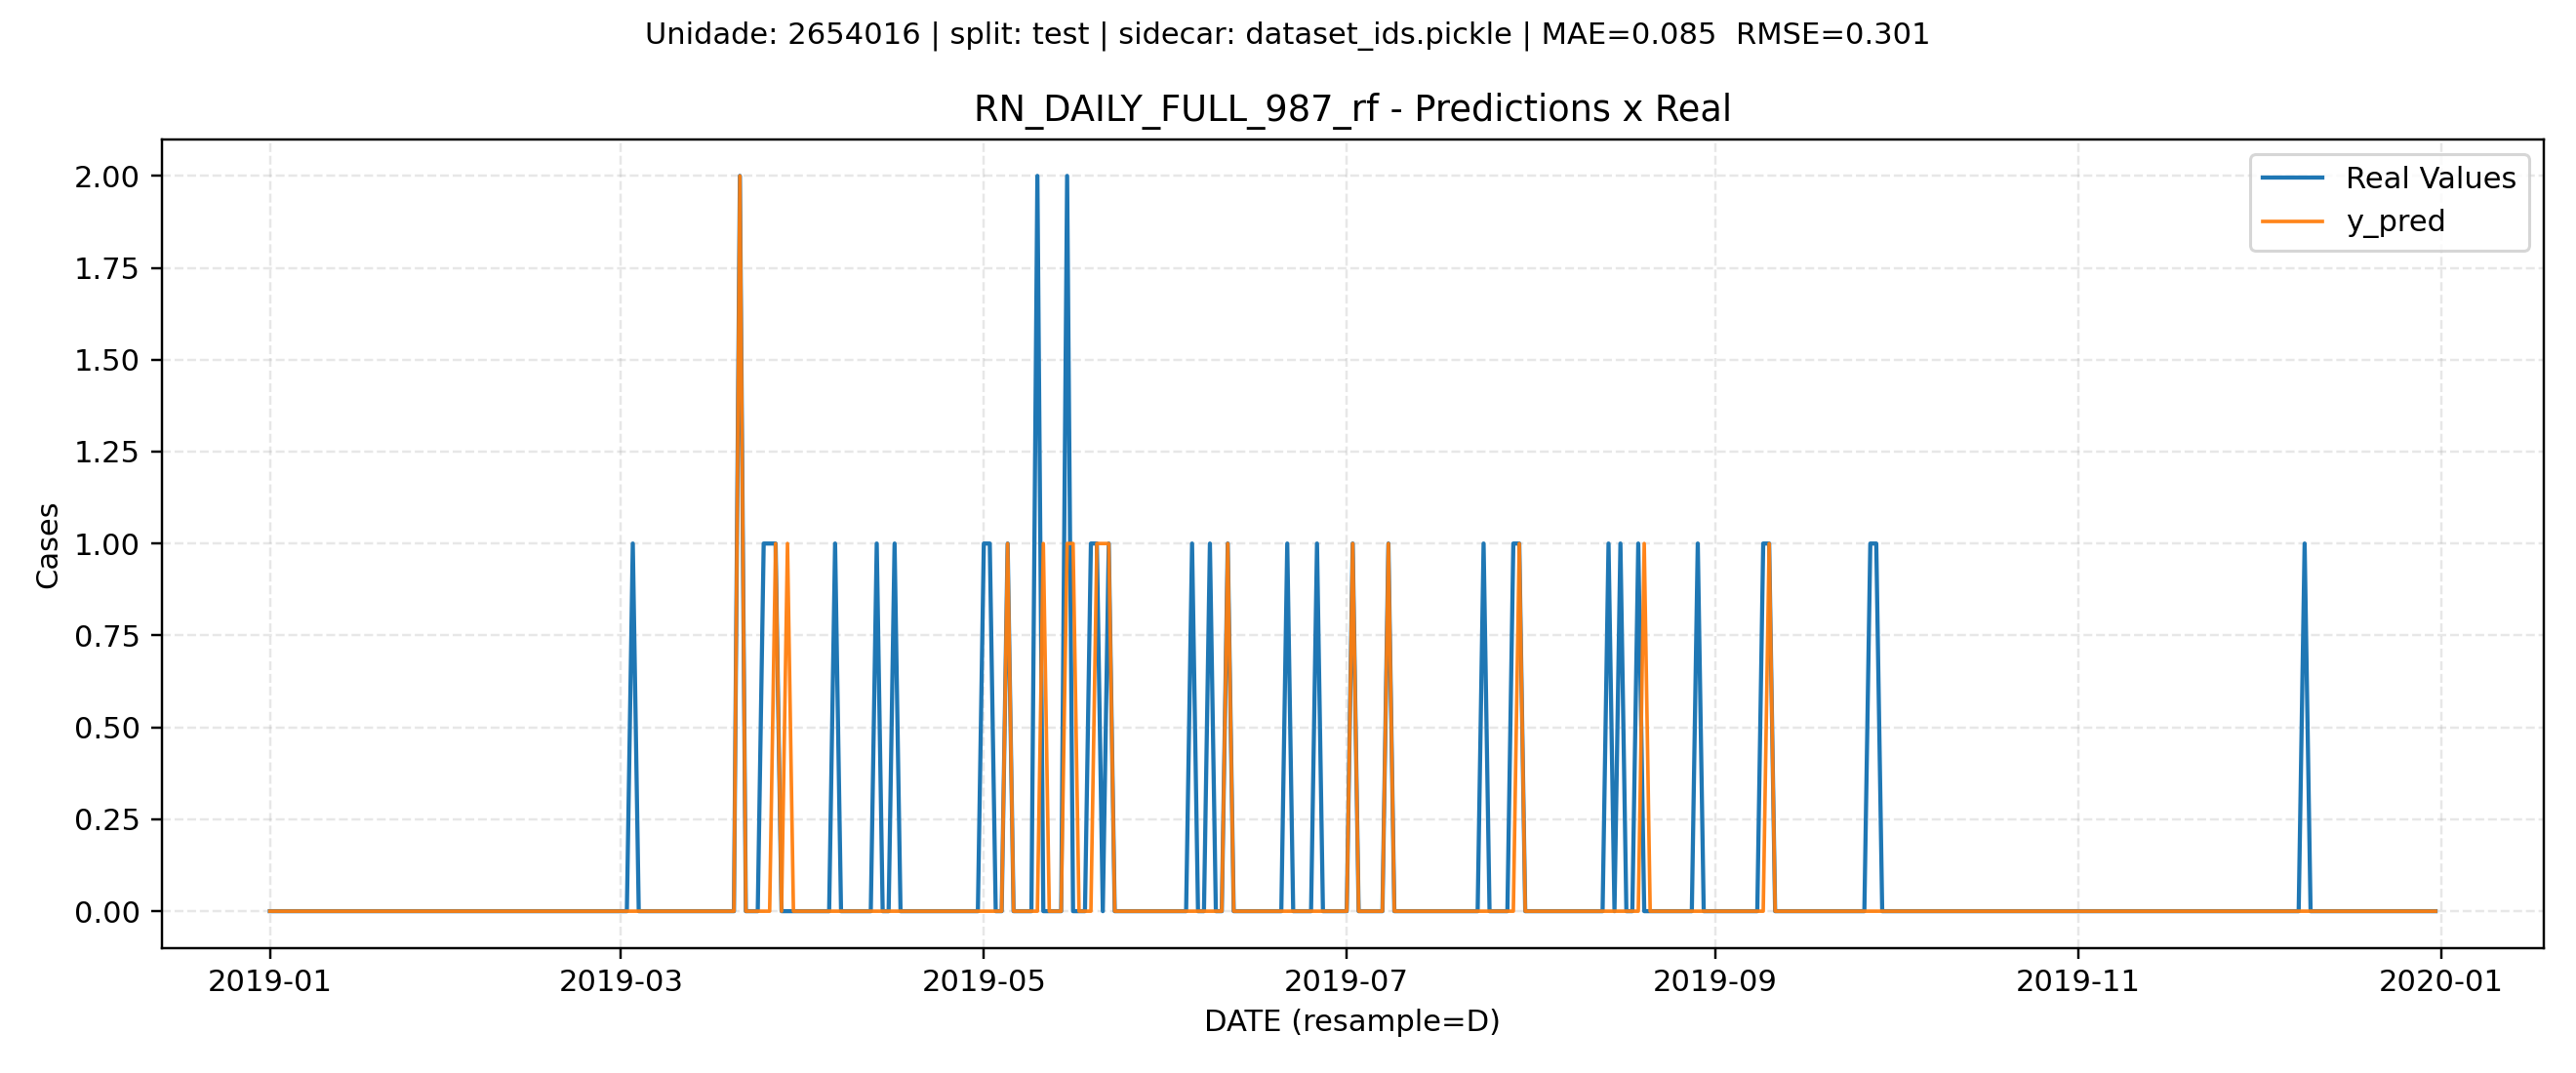 Unidade: 2654016 | split: test | sidecar: dataset_ids.pickle | MAE=0.085  RMSE=0.301
RN_DAILY_FULL_987_rf - Predictions x Real
Real Values
y_pred
Cases
2.00
1.75
1.50
1.25
1.00
0.75
0.50
0.25
0.00
2019-01
2019-03
2019-05
2019-07
2019-09
2019-11
2020-01
DATE (resample=D)